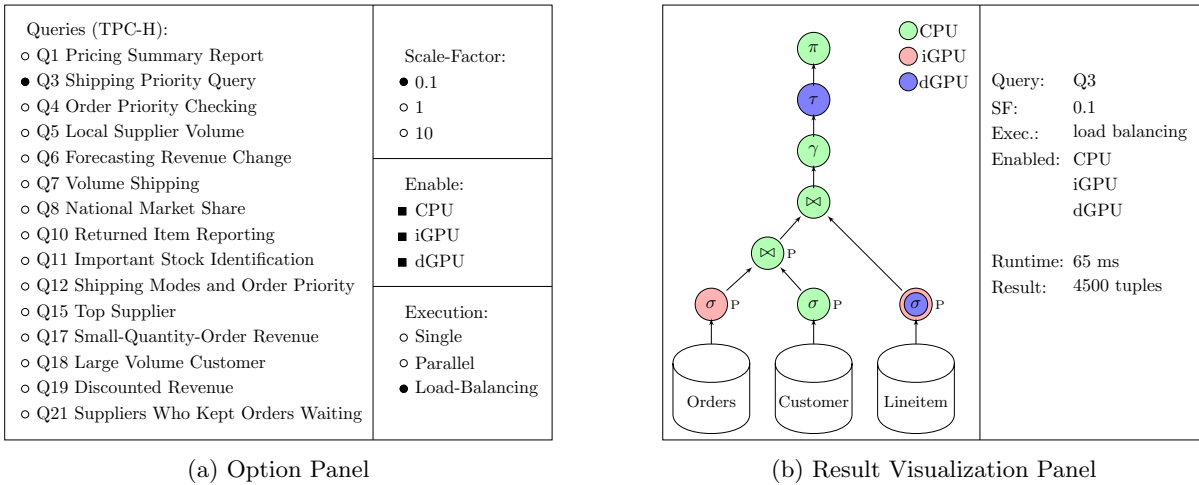 Queries (TPC-H):
Q1 Pricing Summary Report
Q3 Shipping Priority Query
Q4 Order Priority Checking
Q5 Local Supplier Volume
Q6 Forecasting Revenue Change
Q7 Volume Shipping
Q8 National Market Share
Q10 Returned Item Reporting
Q11 Important Stock Identification
Q12 Shipping Modes and Order Priority
Q15 Top Supplier
Q17 Small-Quantity-Order Revenue
Q18 Large Volume Customer
Q19 Discounted Revenue
Q21 Suppliers Who Kept Orders Waiting
Scale-Factor:
0.1
1
10
Enable:
CPU
iGPU
dGPU
Execution:
Single
Parallel
Load-Balancing
(a) Option Panel
π
τ
γ
⋈
⋈ P
σ P
σ P
σ P
Orders
Customer
Lineitem
CPU
iGPU
dGPU
Query: Q3
SF: 0.1
Exec.: load balancing
Enabled: CPU
iGPU
dGPU
Runtime: 65 ms
Result: 4500 tuples
(b) Result Visualization Panel